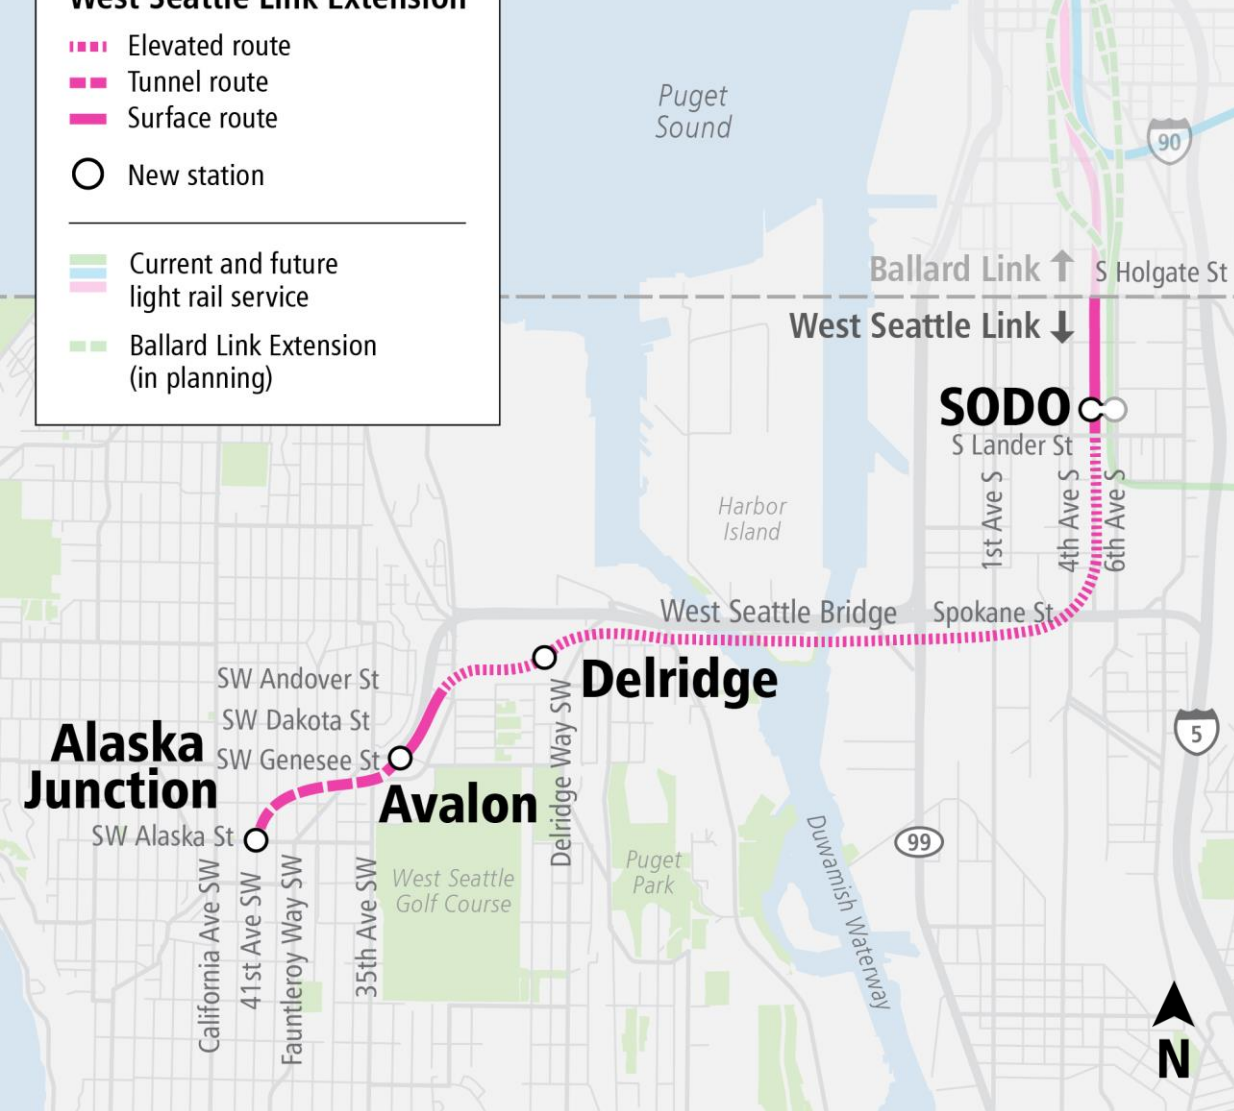 West Seattle Link Extension
Elevated route
Tunnel route
Surface route
New station
Current and future
light rail service
Ballard Link Extension
(in planning)
Puget
Sound
90
Ballard Link
S Holgate St
West Seattle Link
SODO
S Lander St
1st Ave S
4th Ave S
6th Ave S
Harbor
Island
West Seattle Bridge
Spokane St
Delridge
SW Andover St
SW Dakota St
SW Genesee St
Alaska
Junction
Avalon
SW Alaska St
Delridge Way SW
5
99
California Ave SW
41st Ave SW
Fauntleroy Way SW
35th Ave SW
West Seattle
Golf Course
Puget
Park
Duwamish Waterway
N